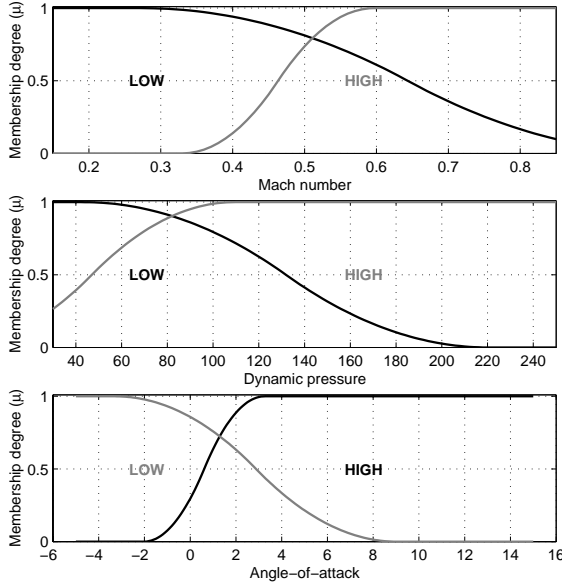 Membership degree (μ)
1
0.5
0
LOW
HIGH
0.2 0.3 0.4 0.5 0.6 0.7 0.8
Mach number
Membership degree (μ)
1
0.5
0
LOW
HIGH
40 60 80 100 120 140 160 180 200 220 240
Dynamic pressure
Membership degree (μ)
1
0.5
0
LOW
HIGH
−6 −4 −2 0 2 4 6 8 10 12 14 16
Angle−of−attack